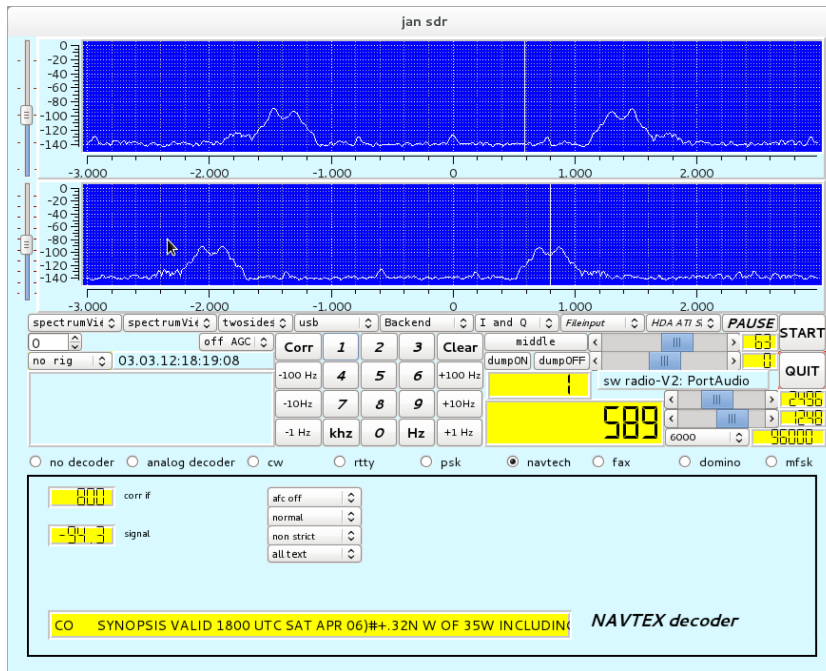 jan sdr
0
-20
-40
-60
-80
-100
-120
-140
-3.000 -2.000 -1.000 0 1.000 2.000
0
-20
-40
-60
-80
-100
-120
-140
-3.000 -2.000 -1.000 0 1.000 2.000
spectrumVie spectrumVie twosides usb Backend I and Q Fileinput HDA ATI S PAUSE START
0 off AGC Corr 1 2 3 Clear middle 63
no rig 03.03.12:18:19:08 -100 Hz 4 5 6 +100 Hz dumpON dumpOFF 0 QUIT
1 sw radio-V2: PortAudio
-10Hz 7 8 9 +10Hz 589 2496
-1 Hz khz 0 Hz +1 Hz 1248
6000 96000
no decoder analog decoder cw rtty psk navtech fax domino mfsk
800 corr if afc off
normal
-94.3 signal non strict
all text
CO SYNOPSIS VALID 1800 UTC SAT APR 06)#+.32N W OF 35W INCLUDING NAVTEX decoder